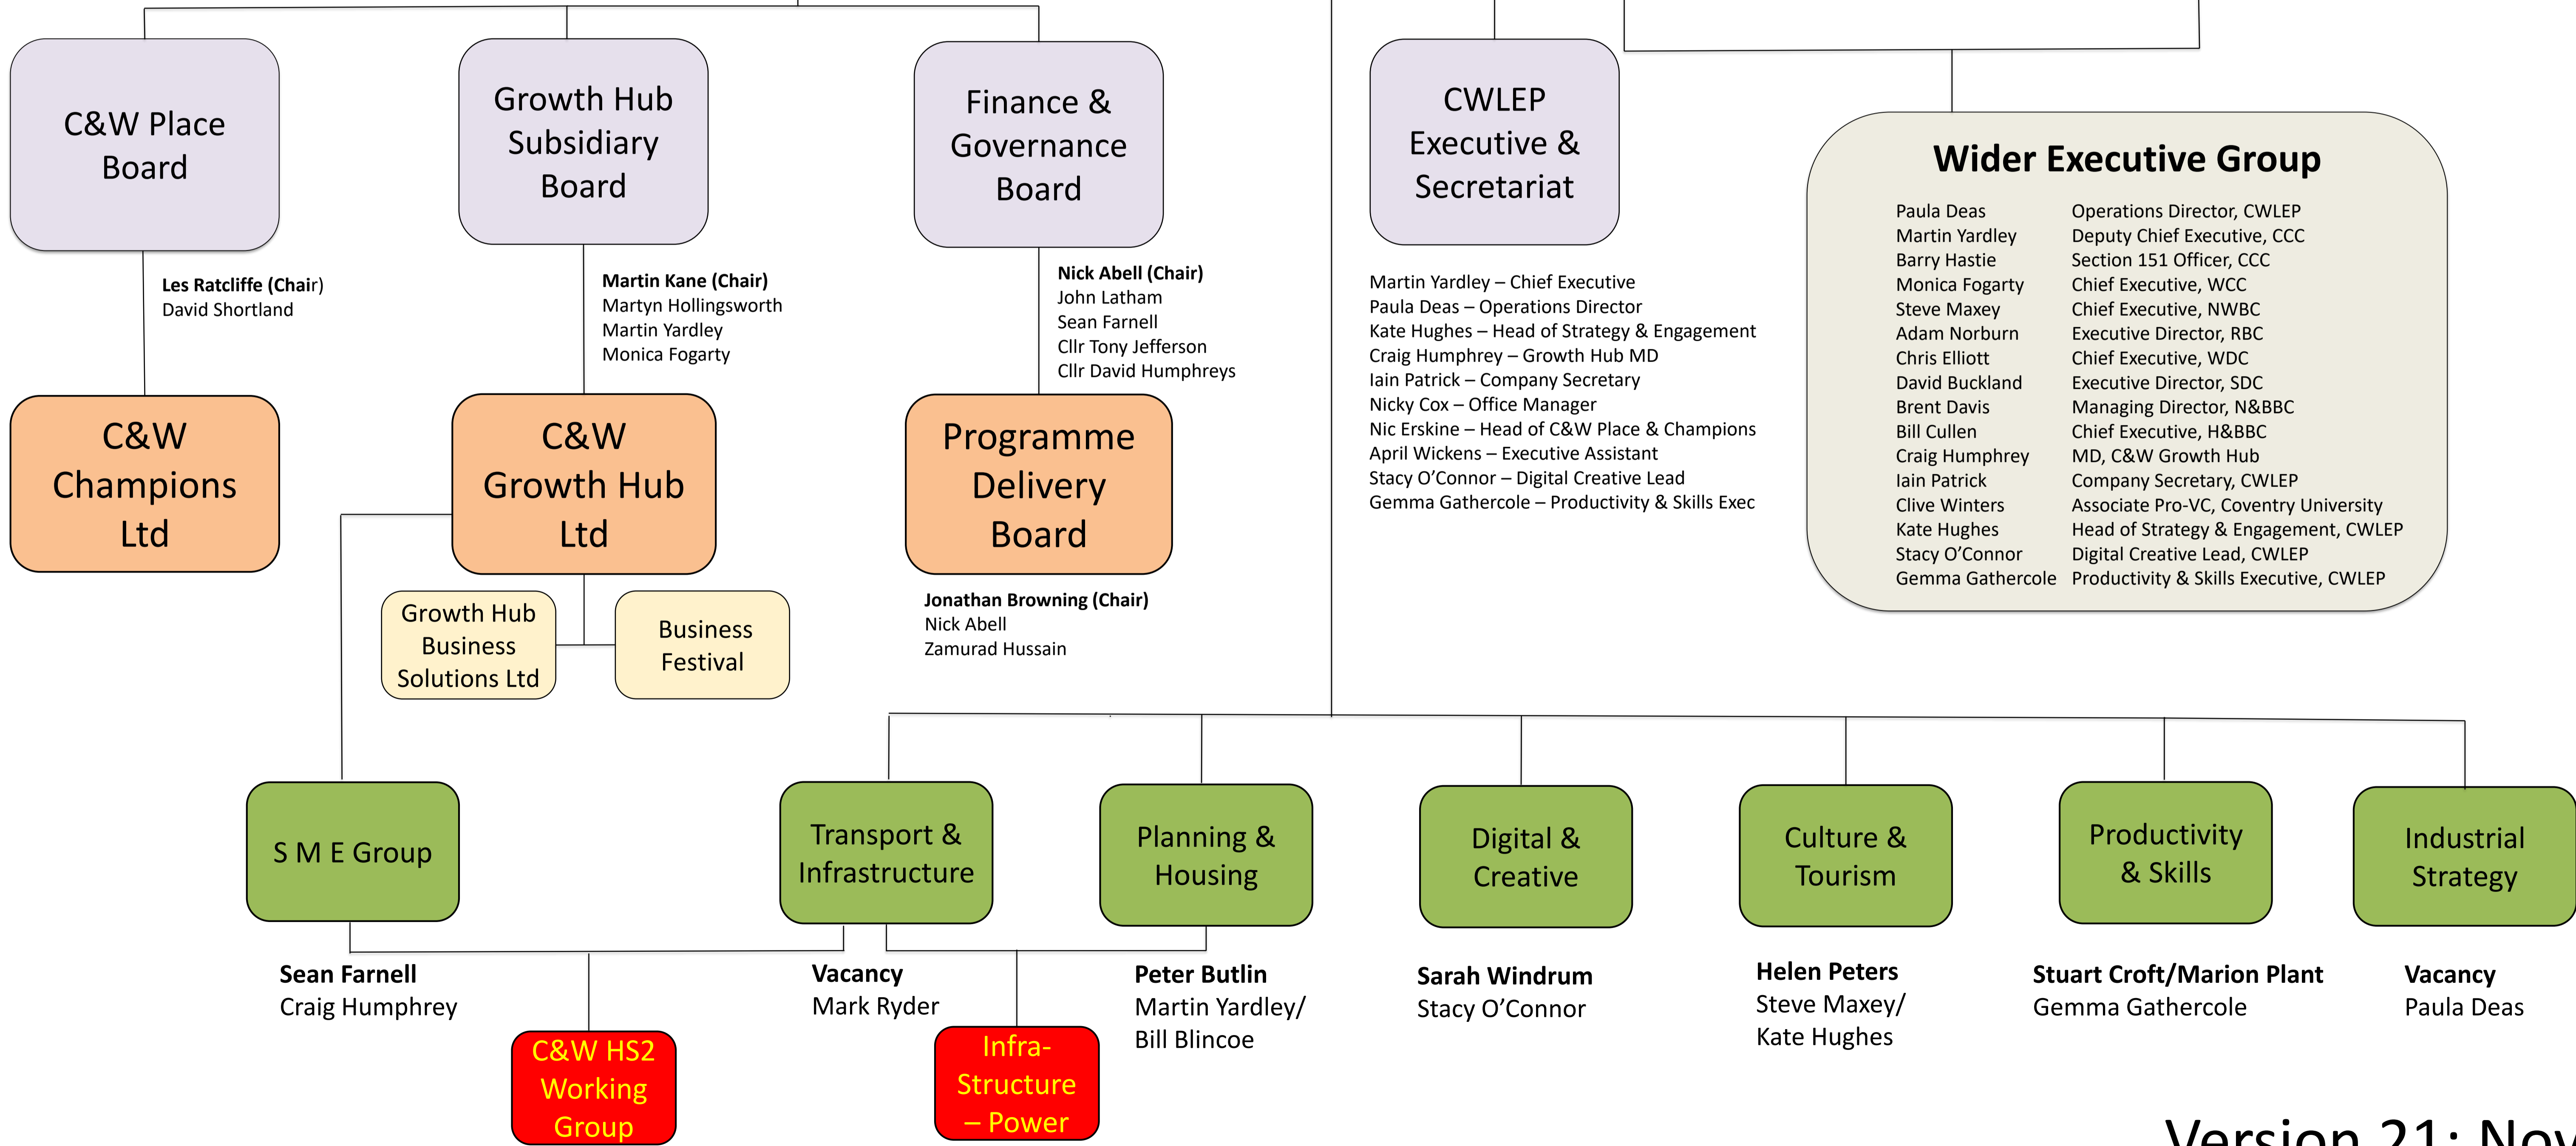 C&W Place
Board
Growth Hub
Subsidiary
Board
Finance &
Governance
Board
CWLEP
Executive &
Secretariat
Les Ratcliffe (Chair)
David Shortland
Martin Kane (Chair)
Martyn Hollingsworth
Martin Yardley
Monica Fogarty
Nick Abell (Chair)
John Latham
Sean Farnell
Cllr Tony Jefferson
Cllr David Humphreys
Martin Yardley – Chief Executive
Paula Deas – Operations Director
Kate Hughes – Head of Strategy & Engagement
Craig Humphrey – Growth Hub MD
Iain Patrick – Company Secretary
Nicky Cox – Office Manager
Nic Erskine – Head of C&W Place & Champions
April Wickens – Executive Assistant
Stacy O’Connor – Digital Creative Lead
Gemma Gathercole – Productivity & Skills Exec
Wider Executive Group
Paula Deas Operations Director, CWLEP
Martin Yardley Deputy Chief Executive, CCC
Barry Hastie Section 151 Officer, CCC
Monica Fogarty Chief Executive, WCC
Steve Maxey Chief Executive, NWBC
Adam Norburn Executive Director, RBC
Chris Elliott Chief Executive, WDC
David Buckland Executive Director, SDC
Brent Davis Managing Director, N&BBC
Bill Cullen Chief Executive, H&BBC
Craig Humphrey MD, C&W Growth Hub
Iain Patrick Company Secretary, CWLEP
Clive Winters Associate Pro-VC, Coventry University
Kate Hughes Head of Strategy & Engagement, CWLEP
Stacy O’Connor Digital Creative Lead, CWLEP
Gemma Gathercole Productivity & Skills Executive, CWLEP
C&W
Champions
Ltd
C&W
Growth Hub
Ltd
Programme
Delivery
Board
Growth Hub
Business
Solutions Ltd
Business
Festival
Jonathan Browning (Chair)
Nick Abell
Zamurad Hussain
S M E Group
Transport &
Infrastructure
Planning &
Housing
Digital &
Creative
Culture &
Tourism
Productivity
& Skills
Industrial
Strategy
Sean Farnell
Craig Humphrey
Vacancy
Mark Ryder
Peter Butlin
Martin Yardley/
Bill Blincoe
Sarah Windrum
Stacy O’Connor
Helen Peters
Steve Maxey/
Kate Hughes
Stuart Croft/Marion Plant
Gemma Gathercole
Vacancy
Paula Deas
C&W HS2
Working
Group
Infra-
Structure
– Power
Version 21: Nov